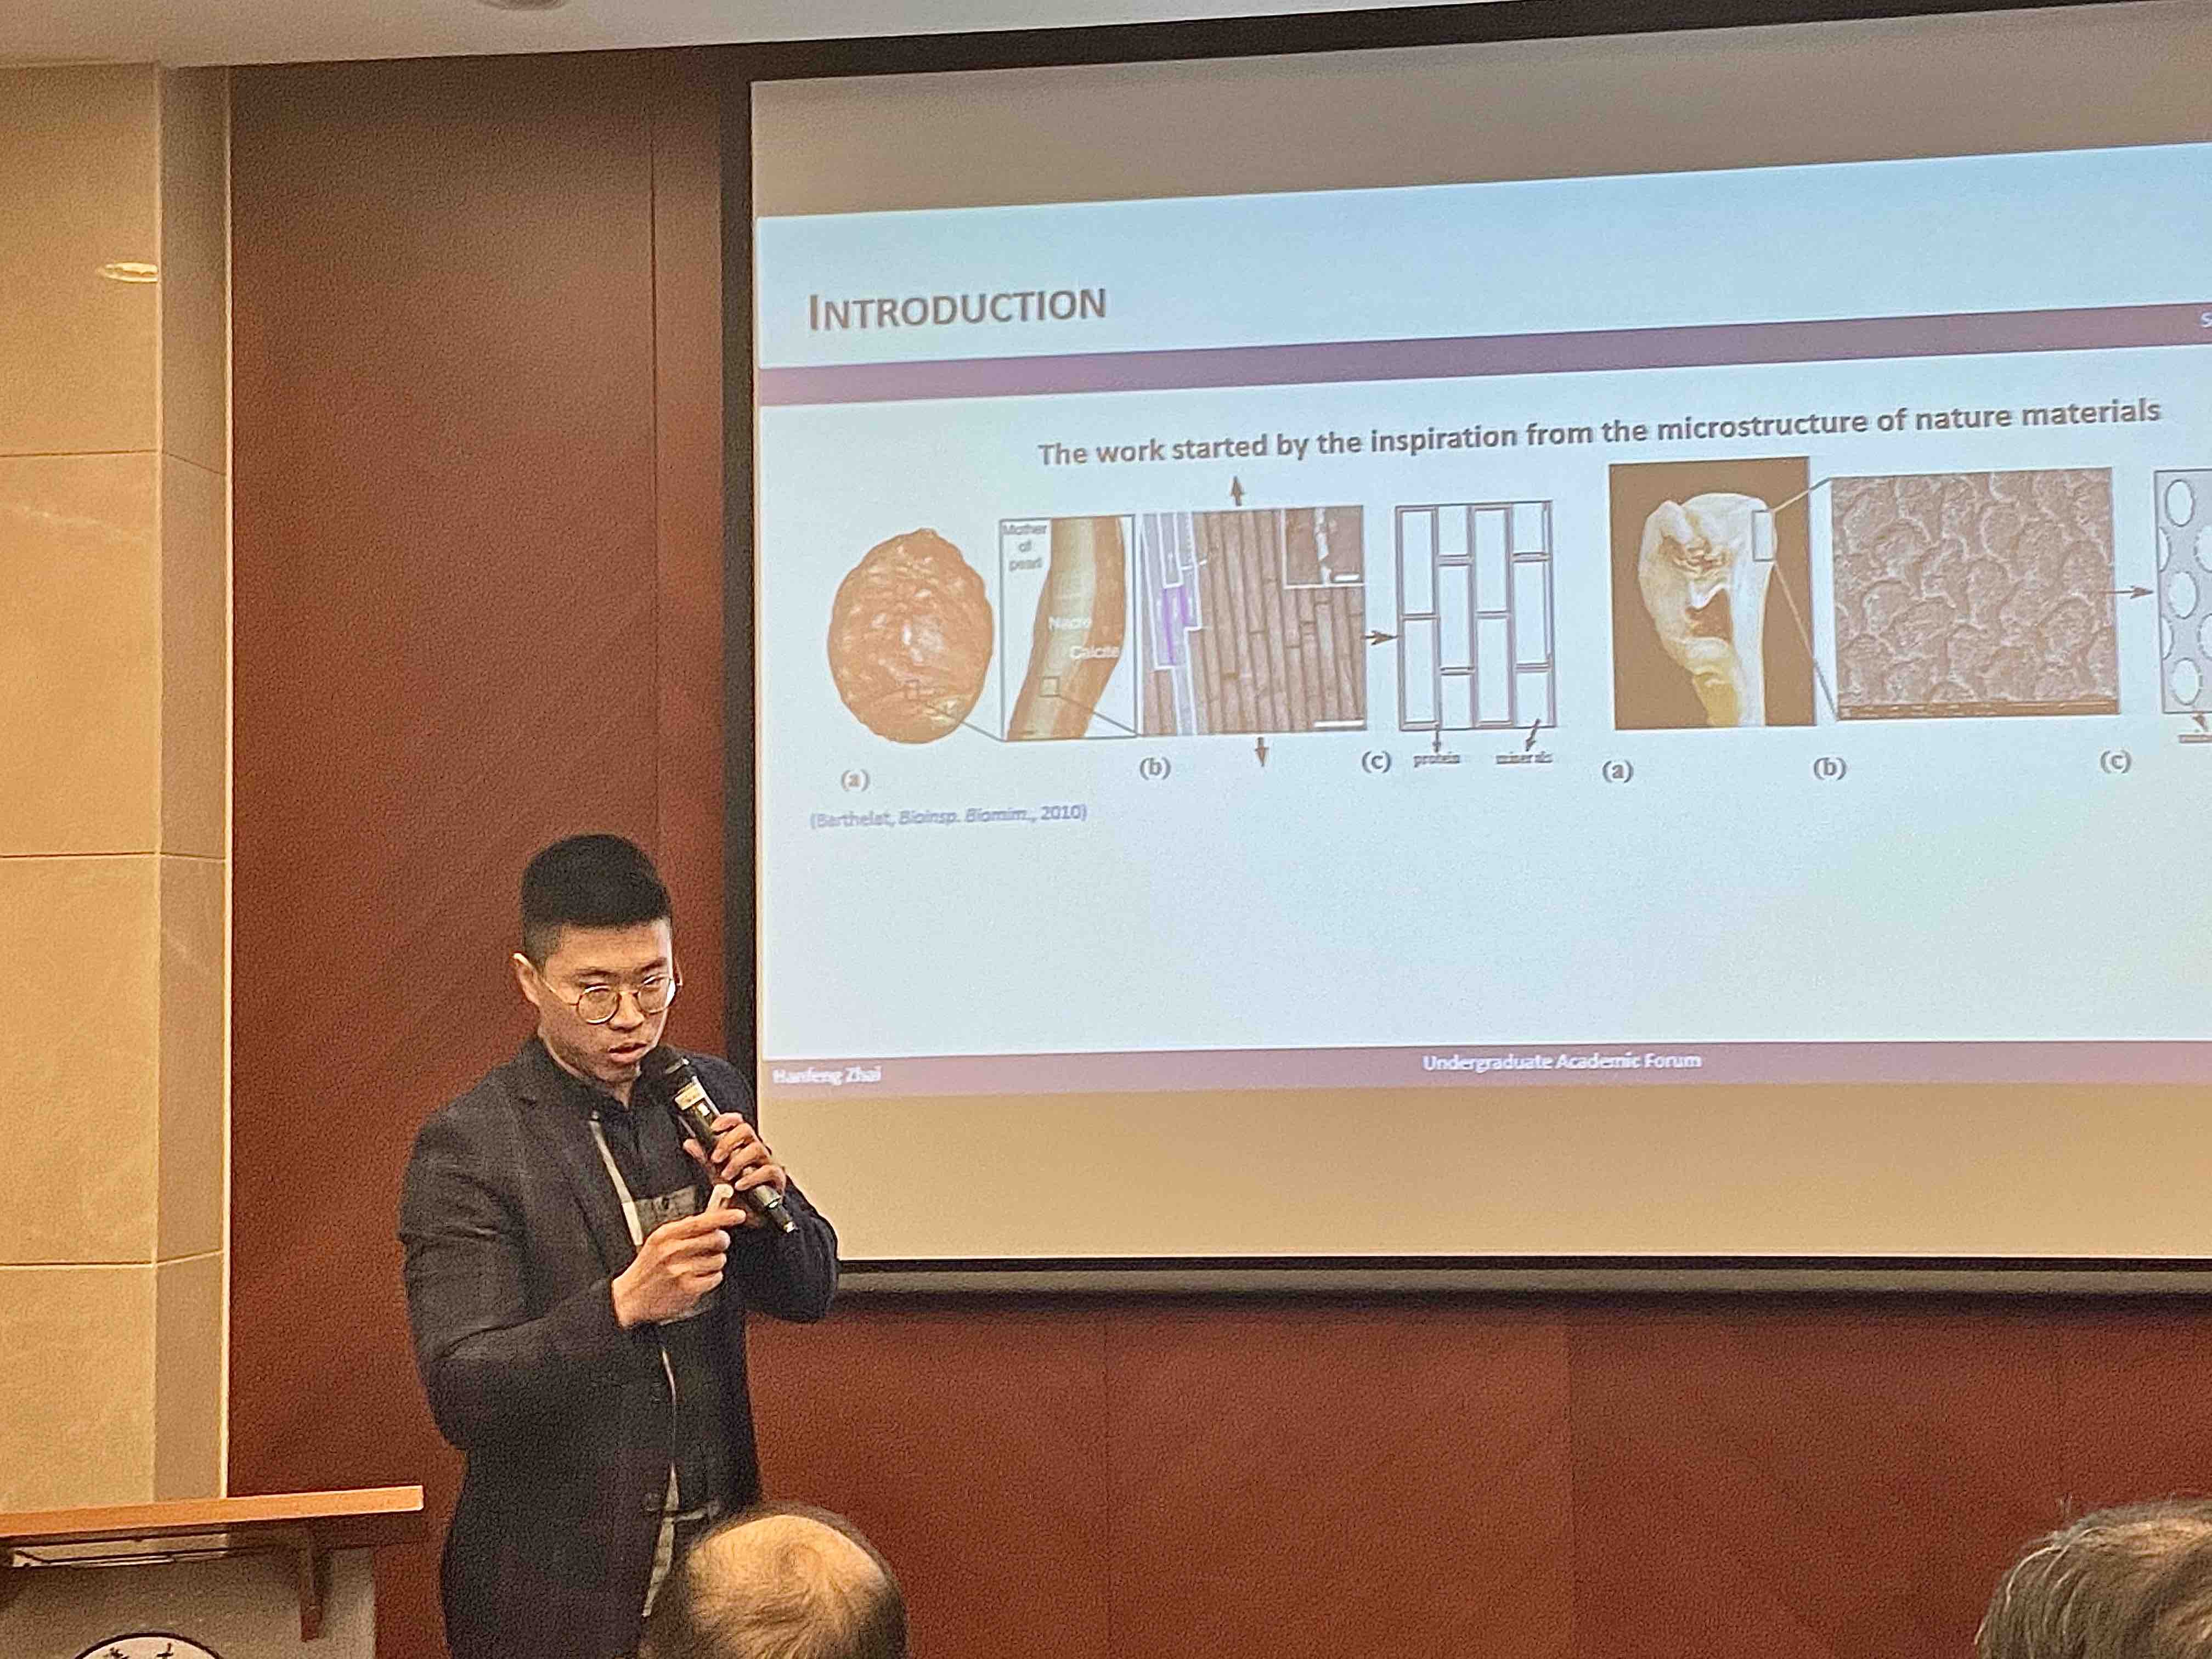 INTRODUCTION
S
The work started by the inspiration from the microstructure of nature materials
Mother
of
pearl
Nacre
Calcite
protein
minerals
(a)
(b)
(c)
(a)
(b)
(c)
(Barthelat, Bioinsp. Biomim., 2010)
Hanfeng Zhai
Undergraduate Academic Forum